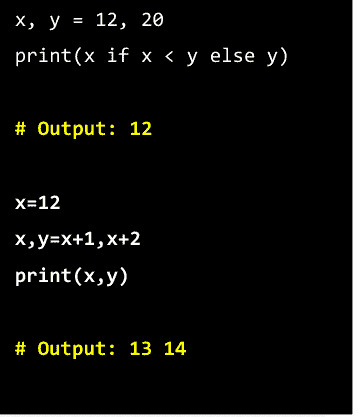 x, y = 12, 20
print(x if x < y else y)
# Output: 12
x=12
x,y=x+1,x+2
print(x,y)
# Output: 13 14